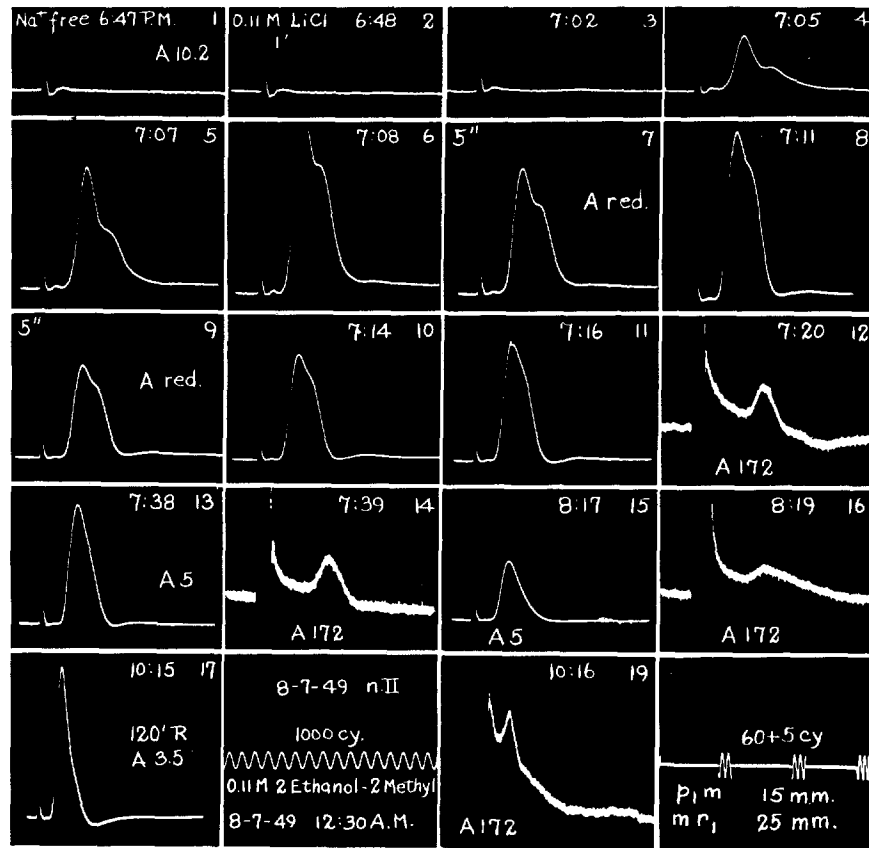 Na⁺ free 6:47 P.M. 1
A 10.2
0.11 M LiCl 6:48 2
1'
7:02 3
7:05 4
7:07 5
7:08 6
5" 7
A red.
7:11 8
5" 9
A red.
7:14 10
7:16 11
7:20 12
A 172
7:38 13
A 5
7:39 14
A 172
8:17 15
A 5
8:19 16
A 172
10:15 17
120' R
A 3.5
8-7-49 n.II
1000 cy.
0.11 M 2 Ethanol-2 Methyl
8-7-49 12:30 A.M.
10:16 19
A 172
60+5 cy
p₁ m 15 m.m.
m r₁ 25 mm.